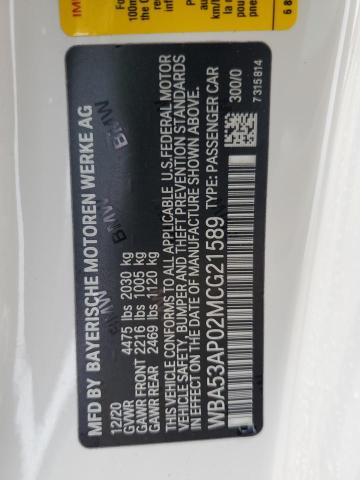 MFD BY BAYERISCHE MOTOREN WERKE AG
12/20
GVWR 4475 lbs 2030 kg
GAWR FRONT 2216 lbs 1005 kg
GAWR REAR 2469 lbs 1120 kg
THIS VEHICLE CONFORMS TO ALL APPLICABLE U.S. FEDERAL MOTOR
VEHICLE SAFETY, BUMPER AND THEFT PREVENTION STANDARDS
IN EFFECT ON THE DATE OF MANUFACTURE SHOWN ABOVE.
WBA53AP02MCG21589 TYPE: PASSENGER CAR
300/0
7 315 814
BMW
BMW
BMW